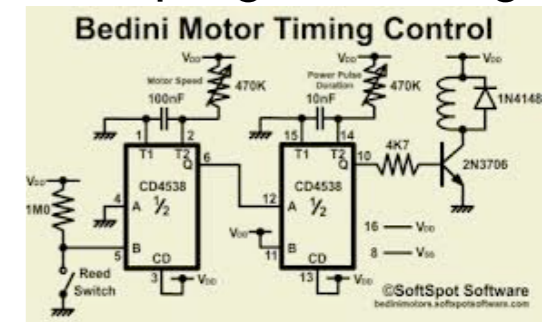 Bedini Motor Timing Control
VDD VDD VDD
Motor Speed 470K Power Pulse Duration 470K 1N4148
100nF 10nF
1 2 15 14
T1 T2 T1 T2
Q 6 Q 10 4K7 2N3706
VDD CD4538 CD4538
1M0 4 A ½ 12 A ½
16 VDD
B VDD B 8 VSS
5 CD 11 CD
Reed Switch 3 VDD 13 VDD
©SoftSpot Software
bedinimotors.softspotsoftware.com